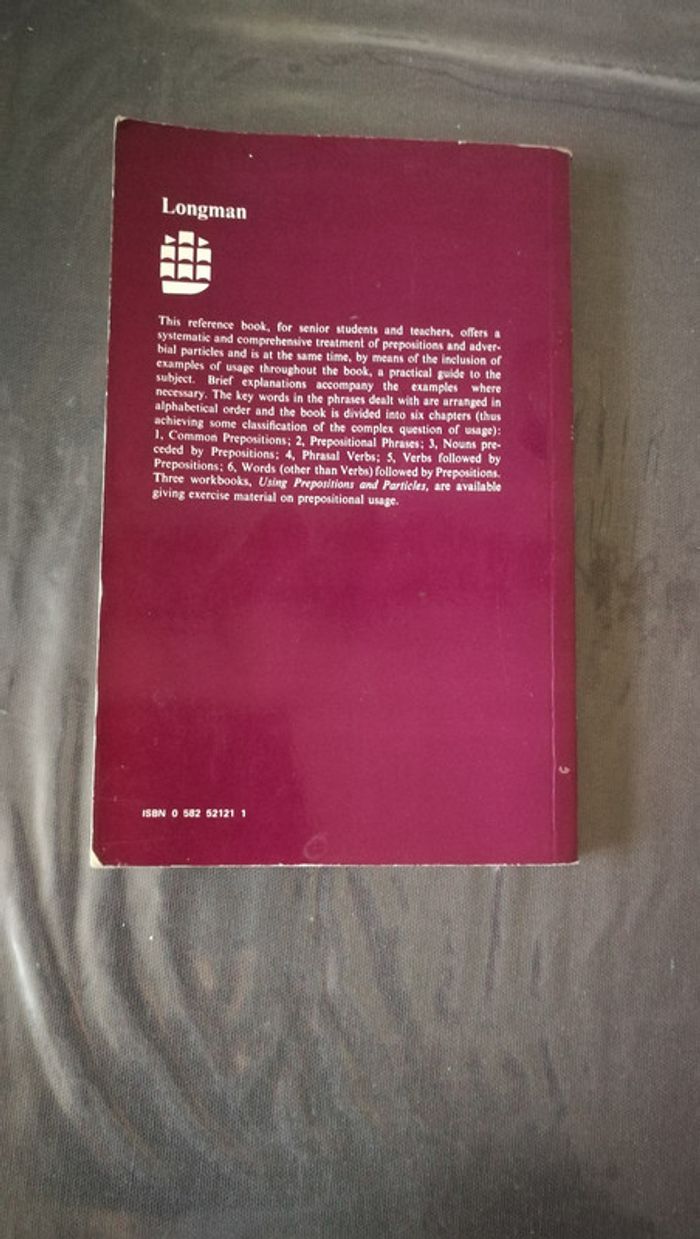 Longman
This reference book, for senior students and teachers, offers a
systematic and comprehensive treatment of prepositions and adver-
bial particles and is at the same time, by means of the inclusion of
examples of usage throughout the book, a practical guide to the
subject. Brief explanations accompany the examples where
necessary. The key words in the phrases dealt with are arranged in
alphabetical order and the book is divided into six chapters (thus
achieving some classification of the complex question of usage):
1, Common Prepositions; 2, Prepositional Phrases; 3, Nouns pre-
ceded by Prepositions; 4, Phrasal Verbs; 5, Verbs followed by
Prepositions; 6, Words (other than Verbs) followed by Prepositions.
Three workbooks, Using Prepositions and Particles, are available
giving exercise material on prepositional usage.
ISBN 0 582 52121 1